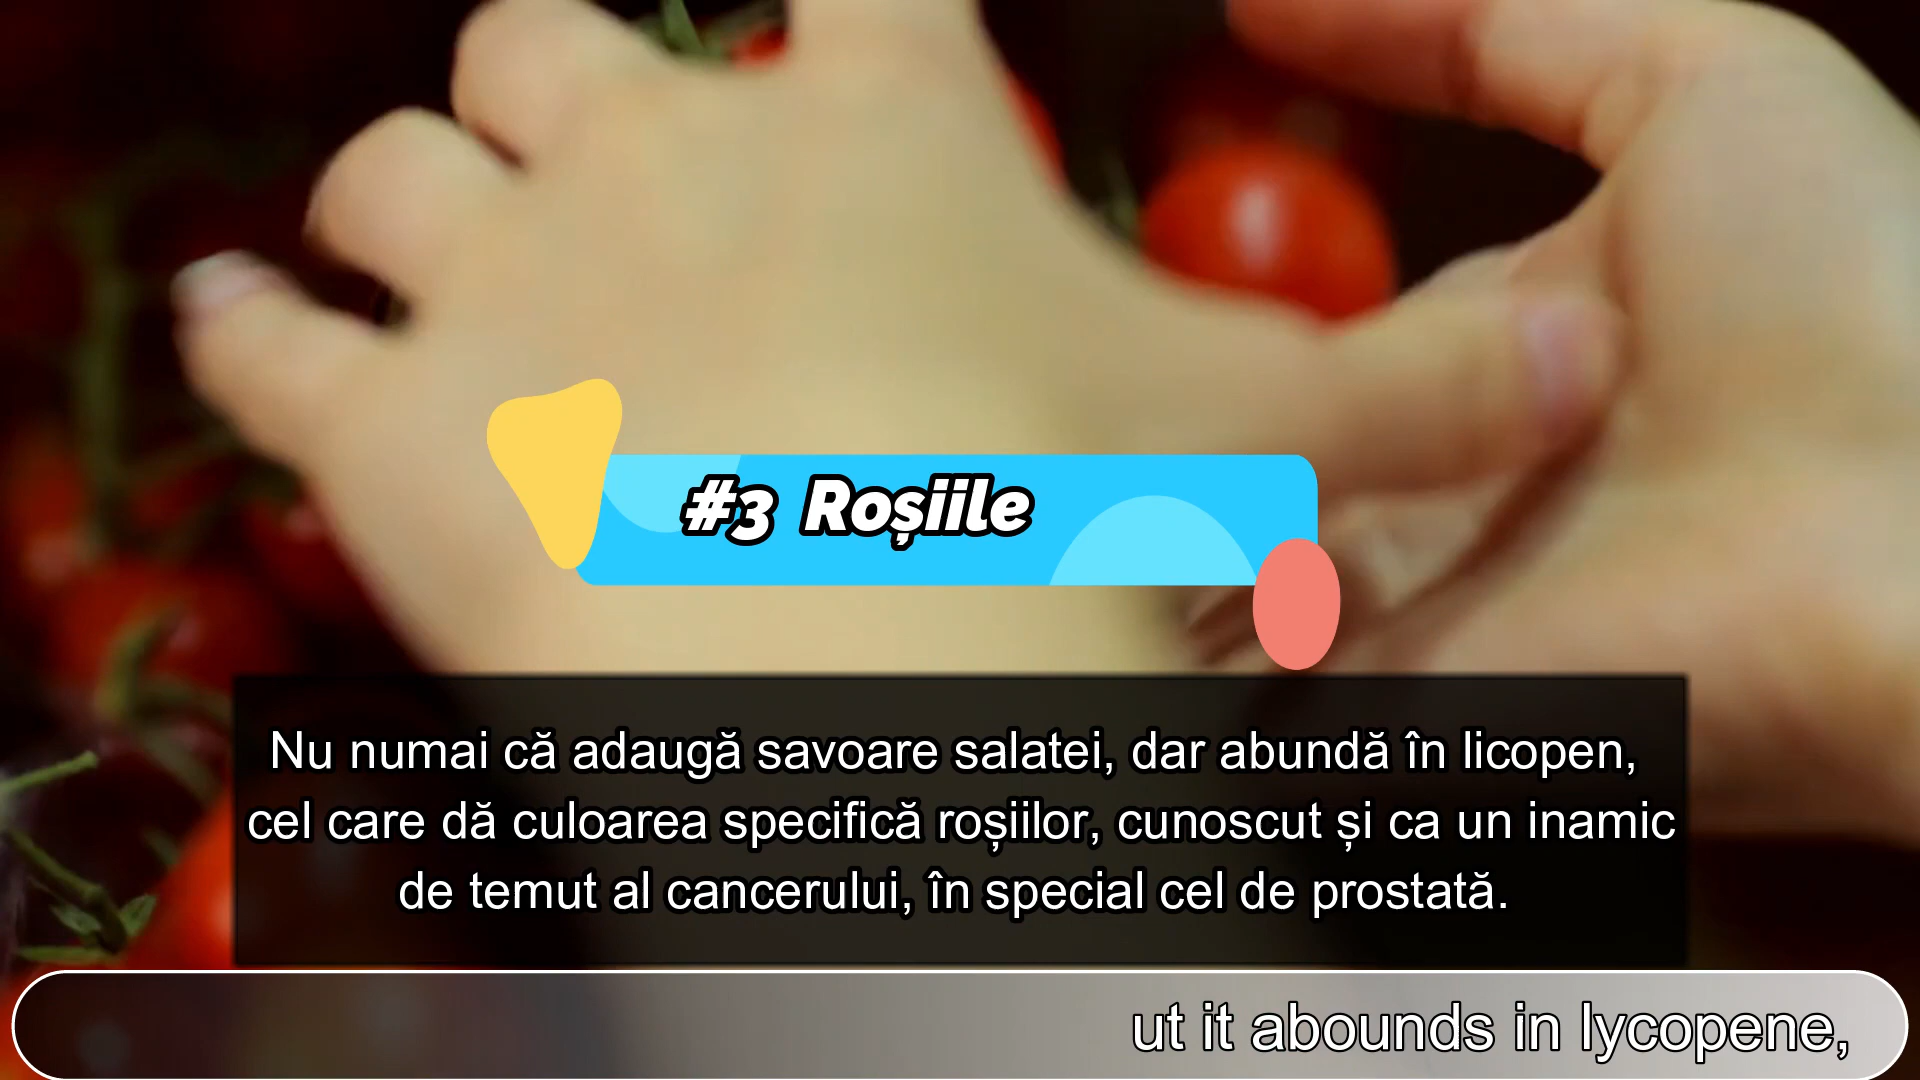 #3 Roșiile
Nu numai că adaugă savoare salatei, dar abundă în licopen,
cel care dă culoarea specifică roșiilor, cunoscut și ca un inamic
de temut al cancerului, în special cel de prostată.
ut it abounds in lycopene,